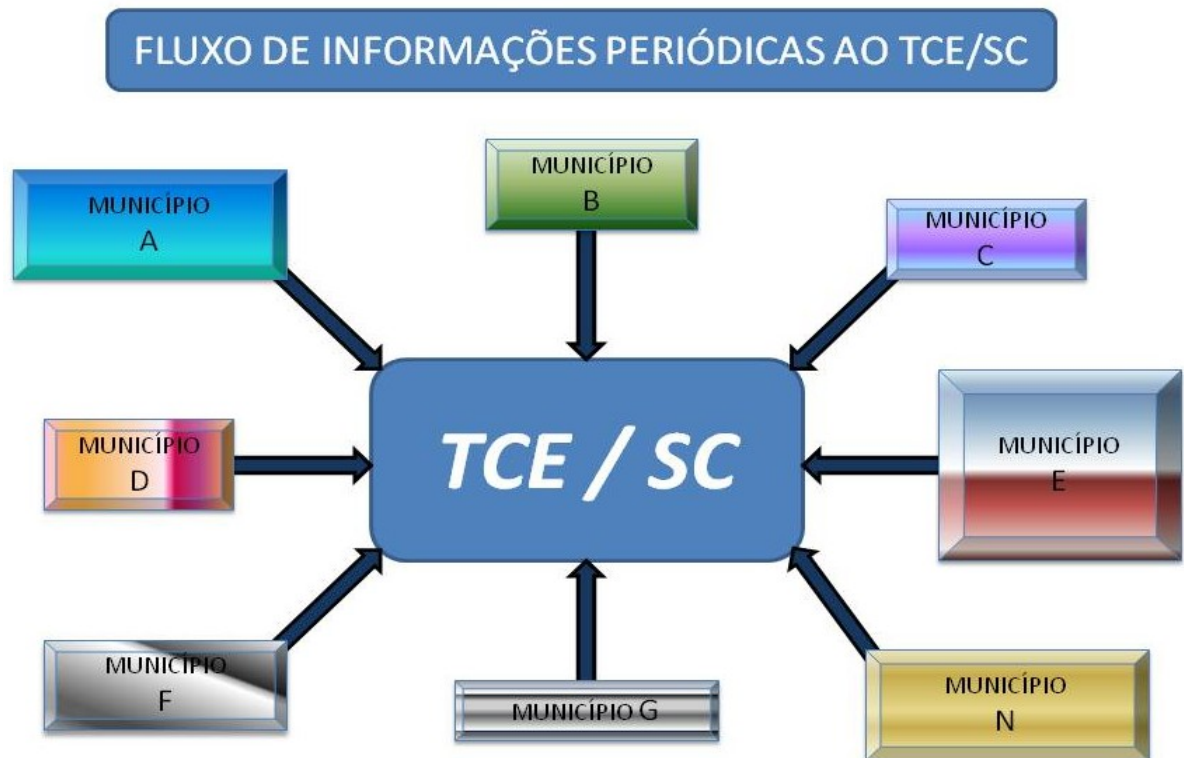 FLUXO DE INFORMAÇÕES PERIÓDICAS AO TCE/SC
MUNICÍPIO
A
MUNICÍPIO
B
MUNICÍPIO
C
MUNICÍPIO
D
TCE / SC
MUNICÍPIO
E
MUNICÍPIO
F
MUNICÍPIO G
MUNICÍPIO
N